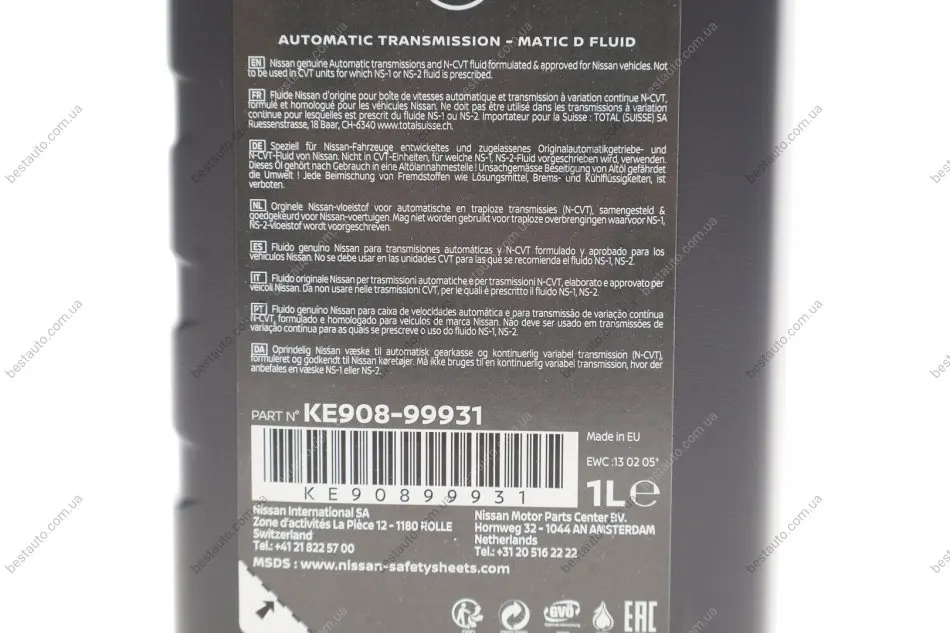 AUTOMATIC TRANSMISSION - MATIC D FLUID
EN Nissan genuine Automatic transmissions and N-CVT fluid formulated & approved for Nissan vehicles. Not
to be used in CVT units for which NS-1 or NS-2 fluid is prescribed.
FR Fluide Nissan d'origine pour boîte de vitesses automatique et transmission à variation continue N-CVT,
formulé et homologué pour les véhicules Nissan. Ne doit pas être utilisé dans les transmissions à variation
continue pour lesquelles est prescrit du fluide NS-1 ou NS-2. Importateur pour la Suisse : TOTAL (SUISSE) SA
Ruessenstrasse, 18 Baar, CH-6340 www.totalsuisse.ch.
DE Speziell für Nissan-Fahrzeuge entwickeltes und zugelassenes Originalautomatikgetriebe- und
N-CVT-Fluid von Nissan. Nicht in CVT-Einheiten, für welche NS-1, NS-2-Fluid vorgeschrieben wird, verwenden.
Dieses Öl gehört nach Gebrauch in eine Altölannahmestelle ! Unsachgemässe Beseitigung von Altöl gefährdet
die Umwelt ! Jede Beimischung von Fremdstoffen wie Lösungsmittel, Brems- und Kühlflüssigkeiten, ist
verboten.
NL Orginele Nissan-vloeistof voor automatische en traploze transmissies (N-CVT), samengesteld &
goedgekeurd voor Nissan-voertuigen. Mag niet worden gebruikt voor traploze overbrengingen waarvoor NS-1,
NS-2-vloeistof wordt voorgeschreven.
ES Fluido genuino Nissan para transmisiones automáticas y N-CVT formulado y aprobado para los
vehículos Nissan. No se debe usar en las unidades CVT para las que se recomienda el fluido NS-1, NS-2.
IT Fluido originale Nissan per trasmissioni automatiche e per trasmissioni N-CVT, elaborato e approvato per
veicoli Nissan. Da non usare nelle trasmissioni CVT, per le quali è prescritto il fluido NS-1, NS-2.
PT Fluido genuino Nissan para caixa de velocidades automática e para transmissão de variação contínua
N-CVT, formulado e homologado para veículos de marca Nissan. Não deve ser usado em transmissões de
variação contínua para as quais se prescreve o uso do fluido NS-1, NS-2.
DA Oprindelig Nissan væske til automatisk gearkasse og kontinuerlig variabel transmission (N-CVT),
formuleret og godkendt til Nissan køretøjer. Må ikke bruges til en kontinuerlig variabel transmission, hvor der
anbefales en væske NS-1 eller NS-2.
PART N° KE908-99931
Made in EU
EWC :13 02 05*
KE90899931
1L℮
Nissan International SA
Zone d'activités La Pièce 12 - 1180 ROLLE
Switzerland
Tel.: +41 21 822 57 00
Nissan Motor Parts Center BV.
Hornweg 32 - 1044 AN AMSTERDAM
Netherlands
Tel.: +31 20 516 22 22
MSDS : www.nissan-safetysheets.com
GVÖ
EAC
bestauto.com.ua